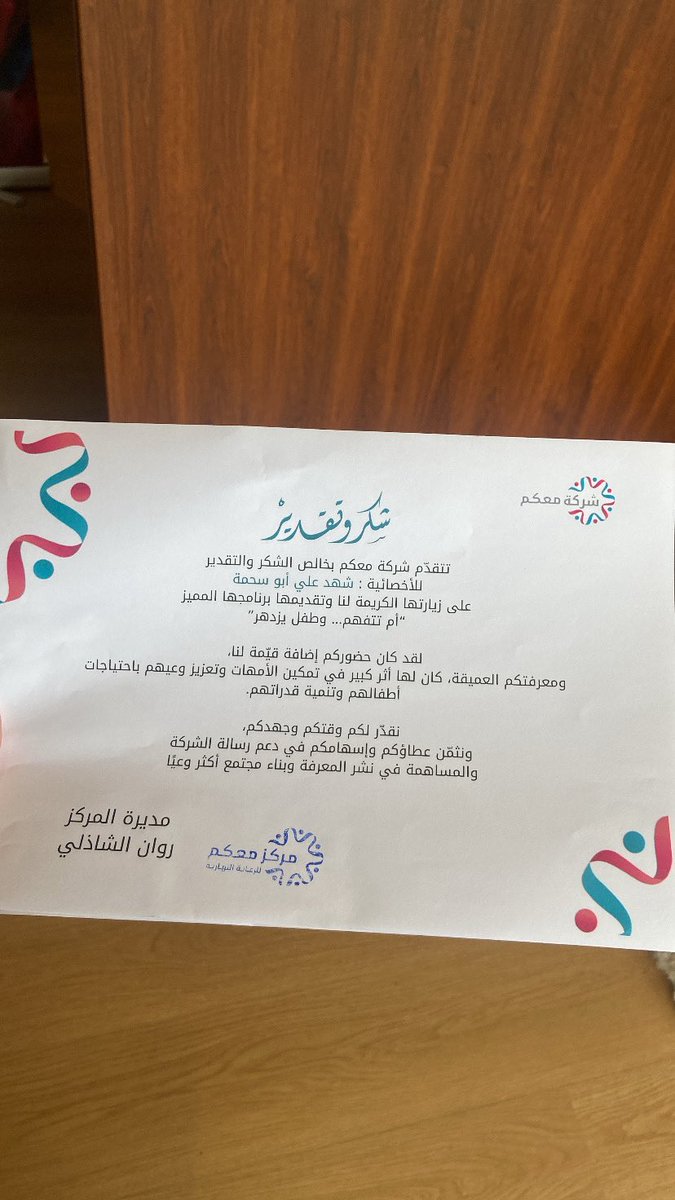 شركة معكم
شكر وتقدير
تتقدّم شركة معكم بخالص الشكر والتقدير
للأخصائية : شهد علي أبو سحمة
على زيارتها الكريمة لنا وتقديمها برنامجها المميز
“أم تتفهم... وطفل يزدهر”
لقد كان حضوركم إضافة قيّمة لنا،
ومعرفتكم العميقة، كان لها أثر كبير في تمكين الأمهات وتعزيز وعيهم باحتياجات
أطفالهم وتنمية قدراتهم.
نقدّر لكم وقتكم وجهدكم،
ونثمّن عطاؤكم وإسهامكم في دعم رسالة الشركة
والمساهمة في نشر المعرفة وبناء مجتمع أكثر وعيًا
مديرة المركز
روان الشاذلي
مركز معكم
للرعاية النهارية